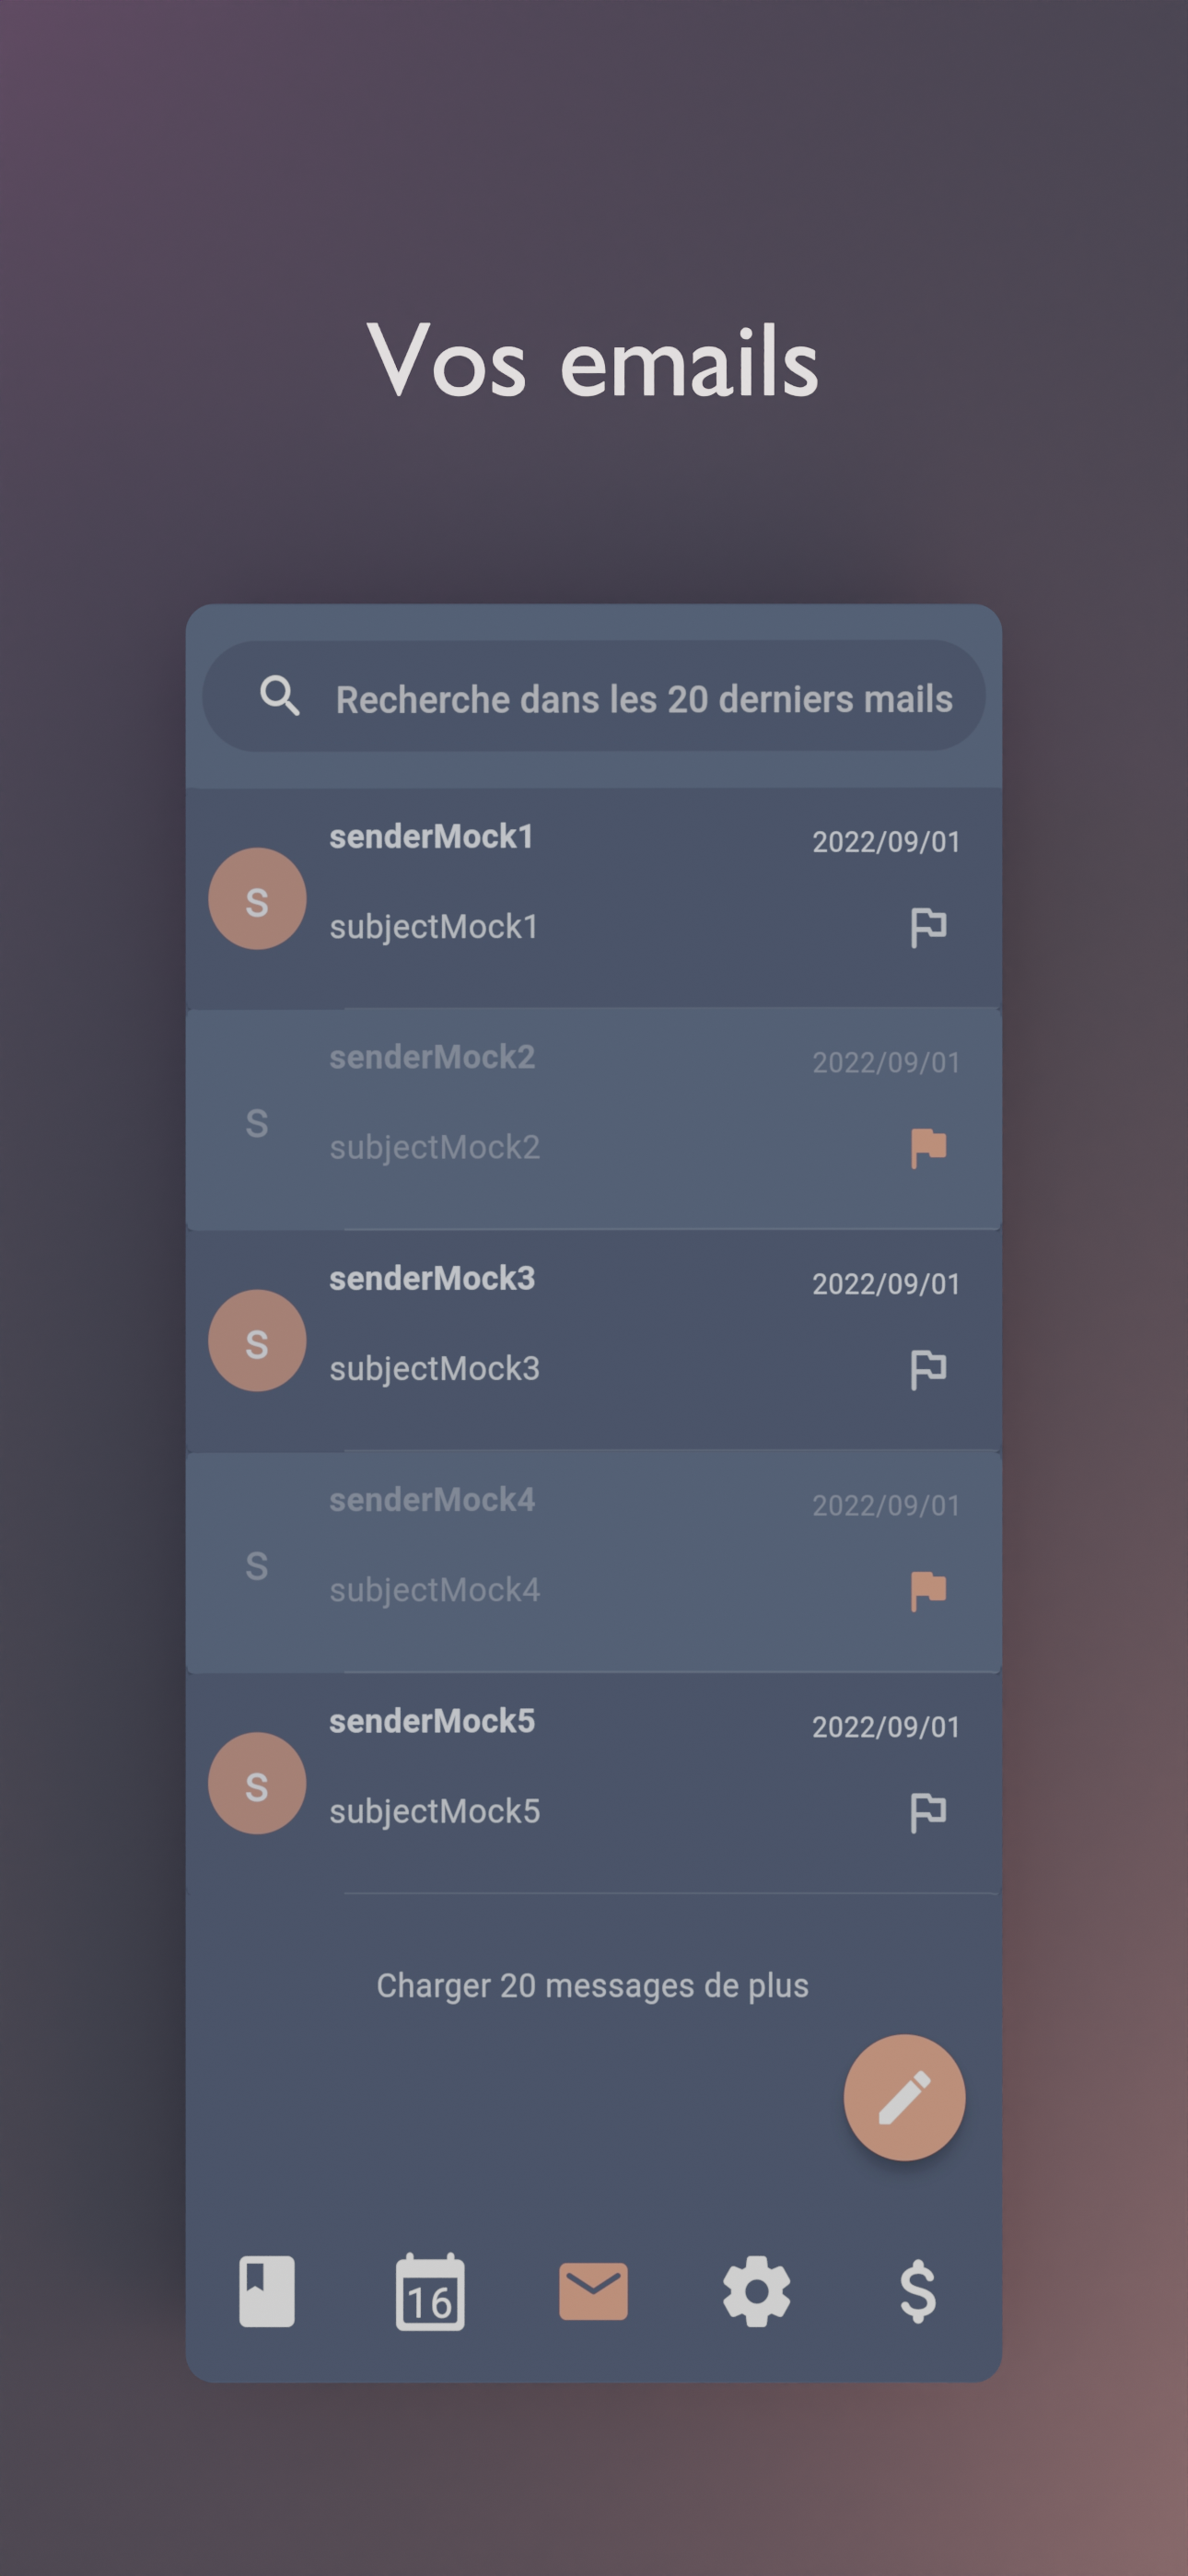 Vos emails
Recherche dans les 20 derniers mails
senderMock1 2022/09/01
S
subjectMock1
senderMock2 2022/09/01
S
subjectMock2
senderMock3 2022/09/01
S
subjectMock3
senderMock4 2022/09/01
S
subjectMock4
senderMock5 2022/09/01
S
subjectMock5
Charger 20 messages de plus
16
$